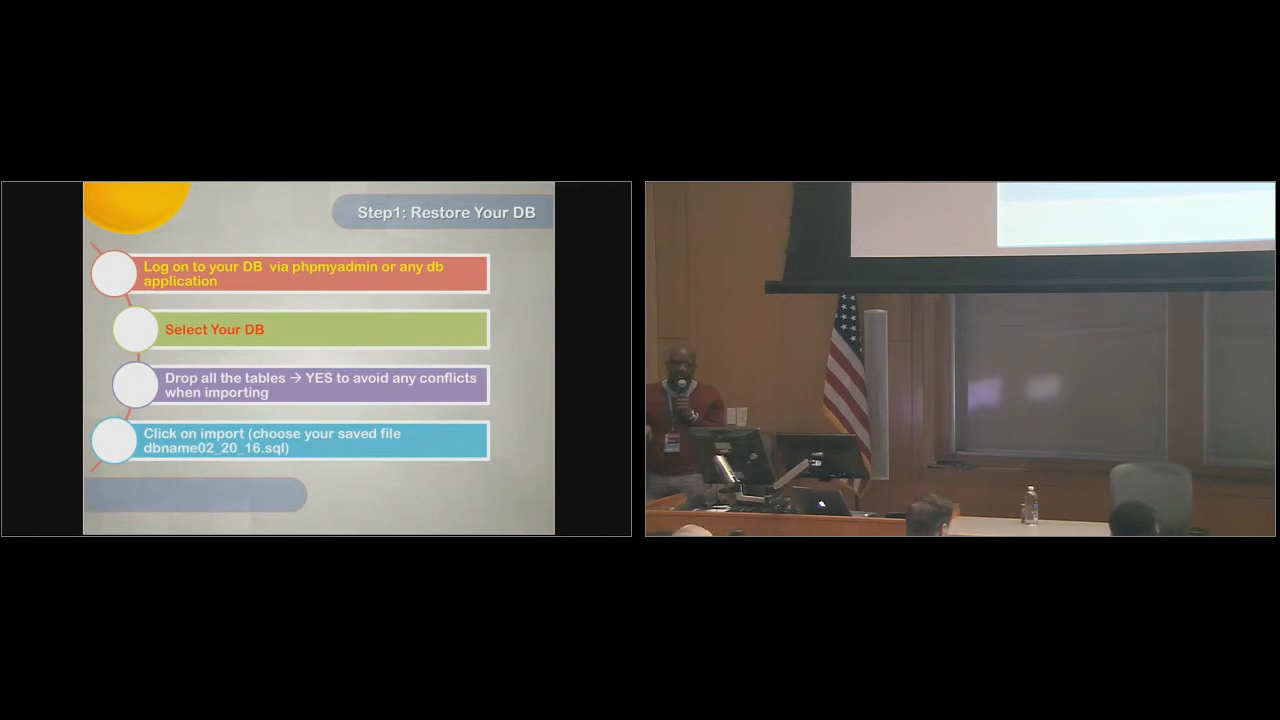 Step1: Restore Your DB
Log on to your DB via phpmyadmin or any db
application
Select Your DB
Drop all the tables → YES to avoid any conflicts
when importing
Click on import (choose your saved file
dbname02_20_16.sql)